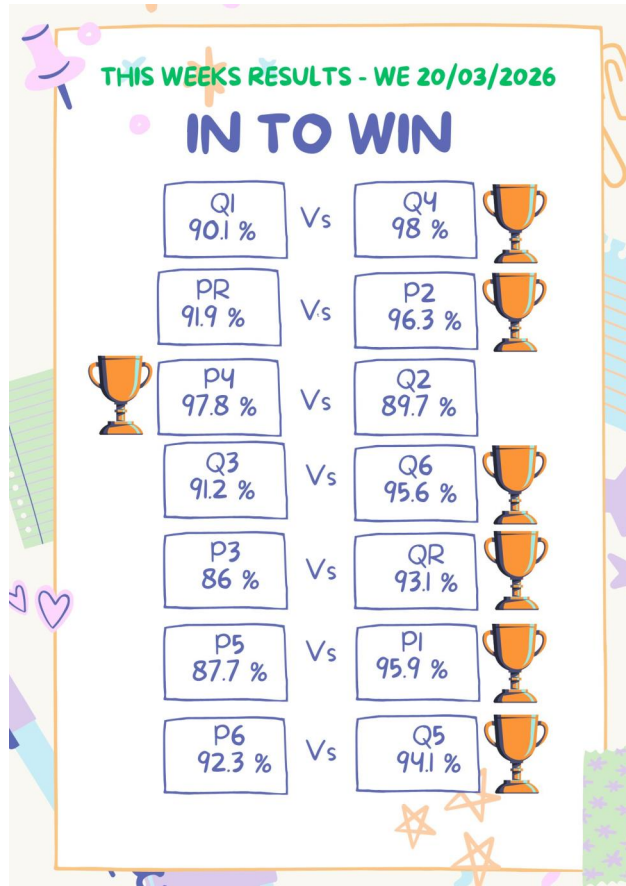 THIS WEEKS RESULTS - WE 20/03/2026
IN TO WIN
Q1 Vs Q4
90.1 % 98 %
PR Vs P2
91.9 % 96.3 %
P4 Vs Q2
97.8 % 89.7 %
Q3 Vs Q6
91.2 % 95.6 %
P3 Vs QR
86 % 93.1 %
P5 Vs P1
87.7 % 95.9 %
P6 Vs Q5
92.3 % 94.1 %